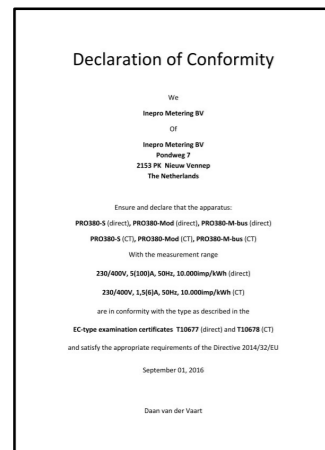 Declaration of Conformity
We
Inepro Metering BV
Of
Inepro Metering BV
Pondweg 7
2153 PK  Nieuw Vennep
The Netherlands
Ensure and declare that the apparatus:
PRO380-S (direct), PRO380-Mod (direct), PRO380-M-bus (direct)
PRO380-S (CT), PRO380-Mod (CT), PRO380-M-bus (CT)
With the measurement range
230/400V, 5(100)A, 50Hz, 10.000imp/kWh (direct)
230/400V, 1,5(6)A, 50Hz, 10.000imp/kWh (CT)
are in conformity with the type as described in the
EC-type examination certificates  T10677 (direct) and T10678 (CT)
and satisfy the appropriate requirements of the Directive 2014/32/EU
September 01, 2016
Daan van der Vaart